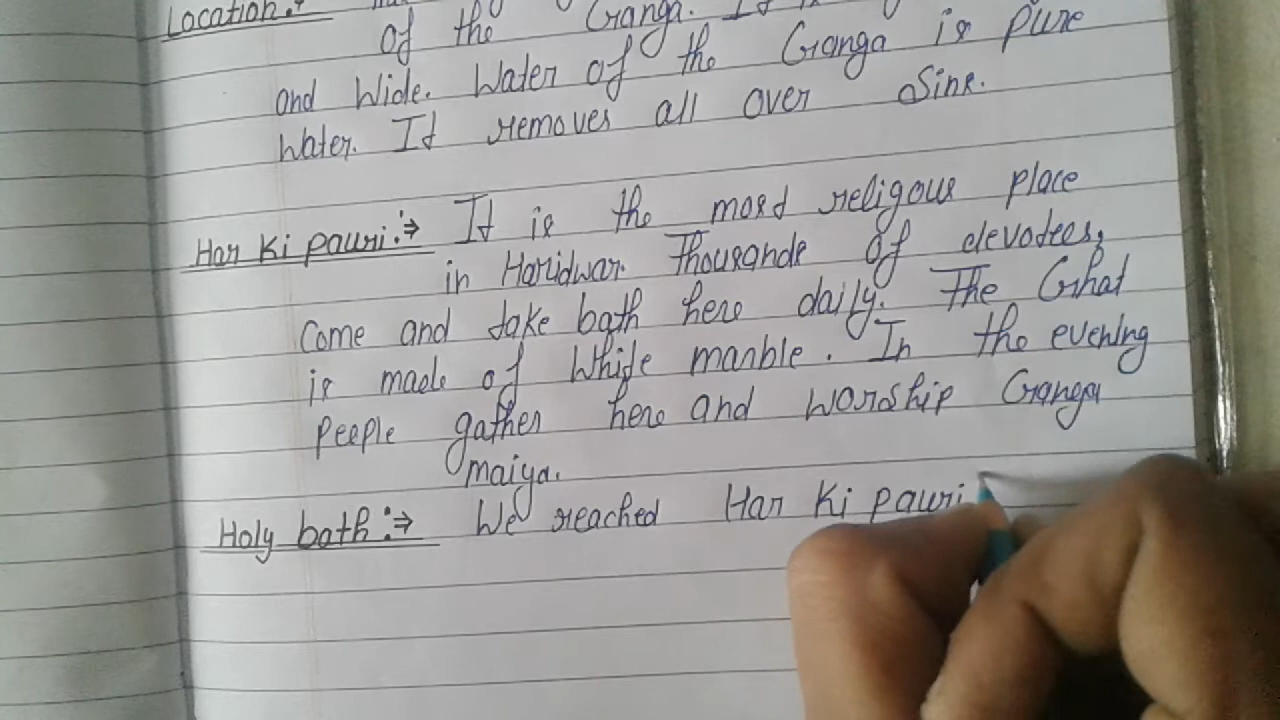 Location:→
of the Ganga. It
and Wide. Water of the Ganga is pure
Water. It removes all over Sins.
Har Ki pauri:⇒ It is the most religous place
in Haridwar. Thousands of devotees,
Come and take bath here daily. The Ghat
is made of White marble. In the evening
Peeple gather here and worship Ganga
maiya.
Holy bath:⇒ We reached Har Ki pauri